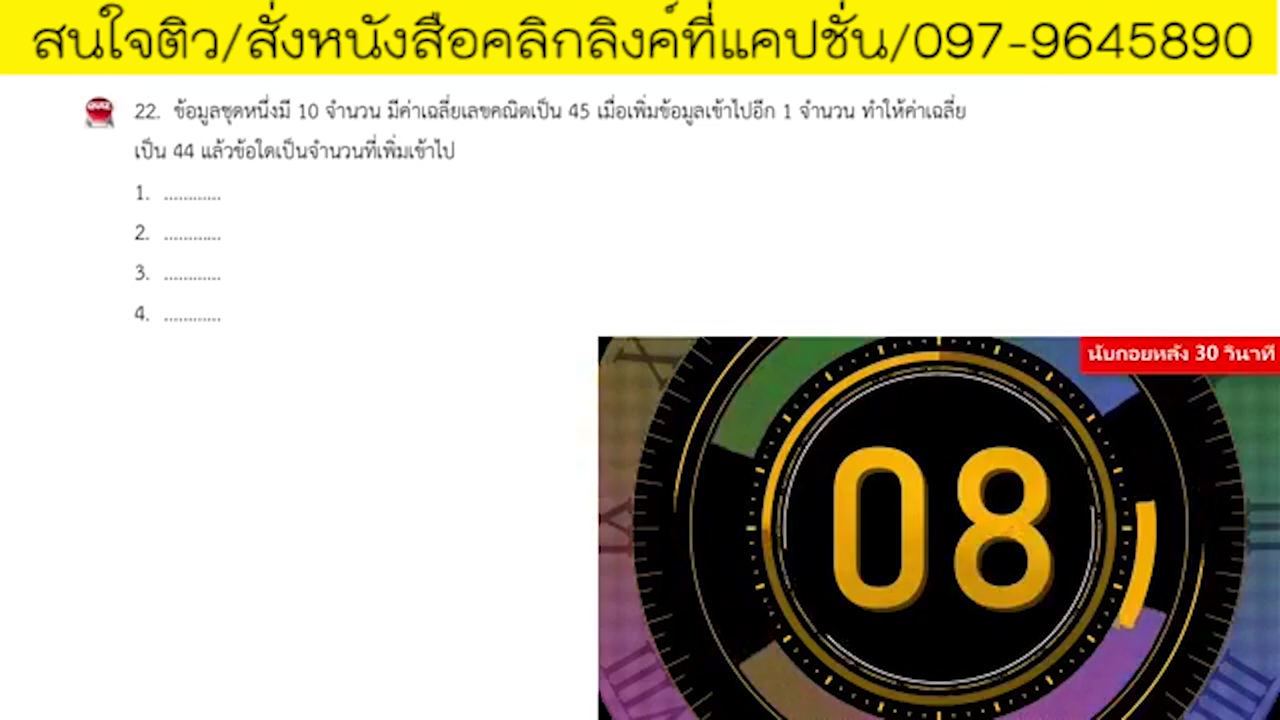 สนใจติว/สั่งหนังสือคลิกลิงค์ที่แคปชั่น/097-9645890
QUIZ
22. ข้อมูลชุดหนึ่งมี 10 จำนวน มีค่าเฉลี่ยเลขคณิตเป็น 45 เมื่อเพิ่มข้อมูลเข้าไปอีก 1 จำนวน ทำให้ค่าเฉลี่ย
เป็น 44 แล้วข้อใดเป็นจำนวนที่เพิ่มเข้าไป
1. ............
2. ............
3. ............
4. ............
นับถอยหลัง 30 วินาที
08